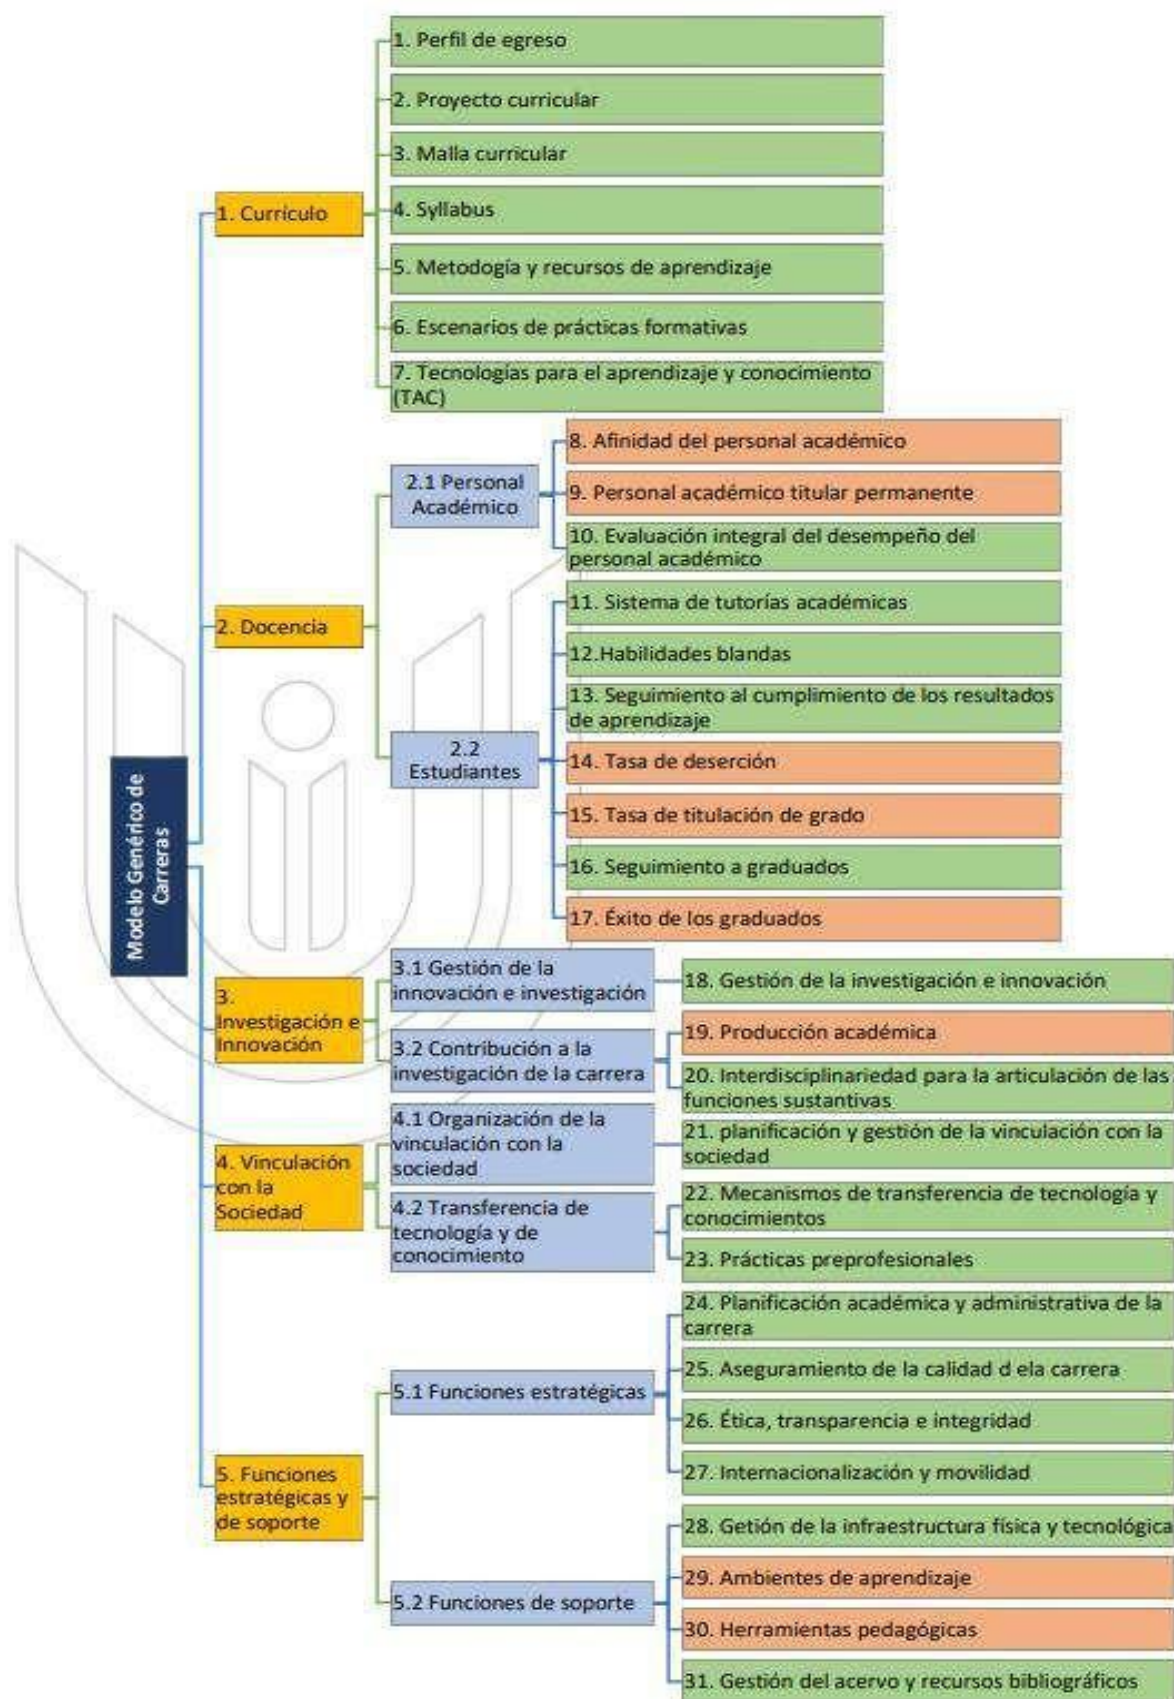 1. Perfil de egreso
2. Proyecto curricular
3. Malla curricular
1. Currículo
4. Syllabus
5. Metodogía y recursos de aprendizaje
6. Escenarios de prácticas formativas
7. Tecnologías para el aprendizaje y conocimiento
(TAC)
8. Afinidad del personal académico
2.1 Personal
Académico
9. Personal académico titular permanente
10. Evaluación integral del desempeño del
personal académico
11. Sistema de tutorías académicas
2. Docencia
12.Habilidades blandas
13. Seguimiento al cumplimiento de los resultados
de aprendizaje
2.2
Estudiantes
14. Tasa de deserción
15. Tasa de titulación de grado
Modelo Genérico de
Carreras
16. Seguimiento a graduados
17. Éxito de los graduados
3.1 Gestión de la
innovación e investigación
18. Gestión de la investigación e innovación
3.
Investigación e
Innovación
19. Producción académica
3.2 Contribución a la
investigación de la carrera
20. Interdisciplinariedad para la articulación de las
funciones sustantivas
4.1 Organización de la
vinculación con la
sociedad
21. planificación y gestión de la vinculación con la
sociedad
4. Vinculación
con la
Sociedad
22. Mecanismos de transferencia de tecnología y
conocimientos
4.2 Transferencia de
tecnología y de
conocimiento
23. Prácticas preprofesionales
24. Planificación académica y administrativa de la
carrera
5.1 Funciones estratégicas
25. Aseguramiento de la calidad d ela carrera
26. Ética, transparencia e integridad
27. Internacionalización y movilidad
5. Funciones
estratégicas y
de soporte
28. Getión de la infraestructura física y tecnológica
29. Ambientes de aprendizaje
5.2 Funciones de soporte
30. Herramientas pedagógicas
31. Gestión del acervo y recursos bibliográficos